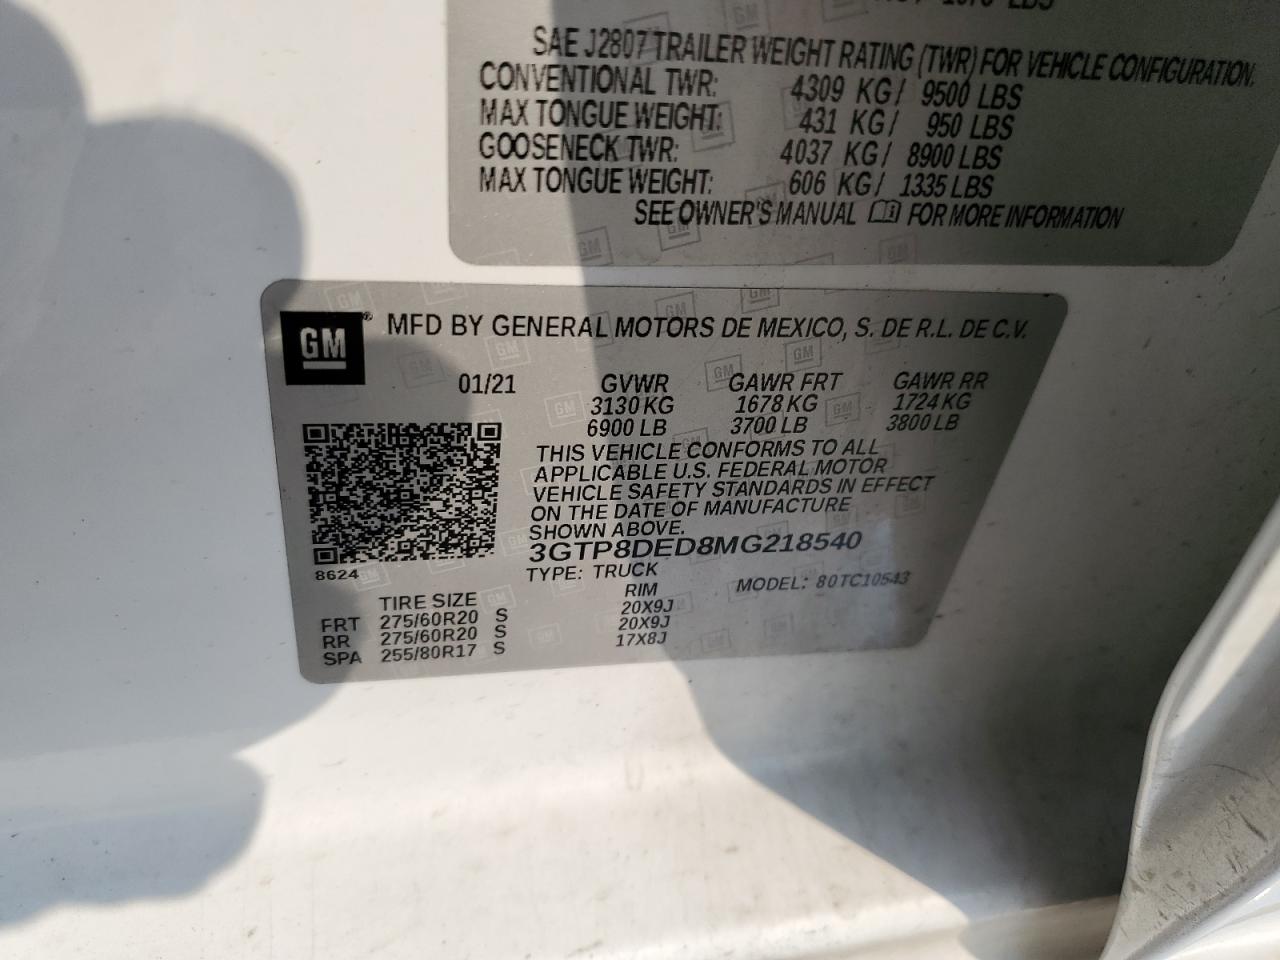 LBS
SAE J2807 TRAILER WEIGHT RATING (TWR) FOR VEHICLE CONFIGURATION.
CONVENTIONAL TWR: 4309 KG/ 9500 LBS
MAX TONGUE WEIGHT: 431 KG/ 950 LBS
GOOSENECK TWR: 4037 KG/ 8900 LBS
MAX TONGUE WEIGHT: 606 KG/ 1335 LBS
SEE OWNER'S MANUAL FOR MORE INFORMATION
GM® MFD BY GENERAL MOTORS DE MEXICO, S. DE R.L. DE C.V.
01/21 GVWR GAWR FRT GAWR RR
3130 KG 1678 KG 1724 KG
6900 LB 3700 LB 3800 LB
THIS VEHICLE CONFORMS TO ALL
APPLICABLE U.S. FEDERAL MOTOR
VEHICLE SAFETY STANDARDS IN EFFECT
ON THE DATE OF MANUFACTURE
SHOWN ABOVE.
3GTP8DED8MG218540
8624 TYPE: TRUCK MODEL: 80TC10543
TIRE SIZE RIM
FRT 275/60R20 S 20X9J
RR 275/60R20 S 20X9J
SPA 255/80R17 S 17X8J